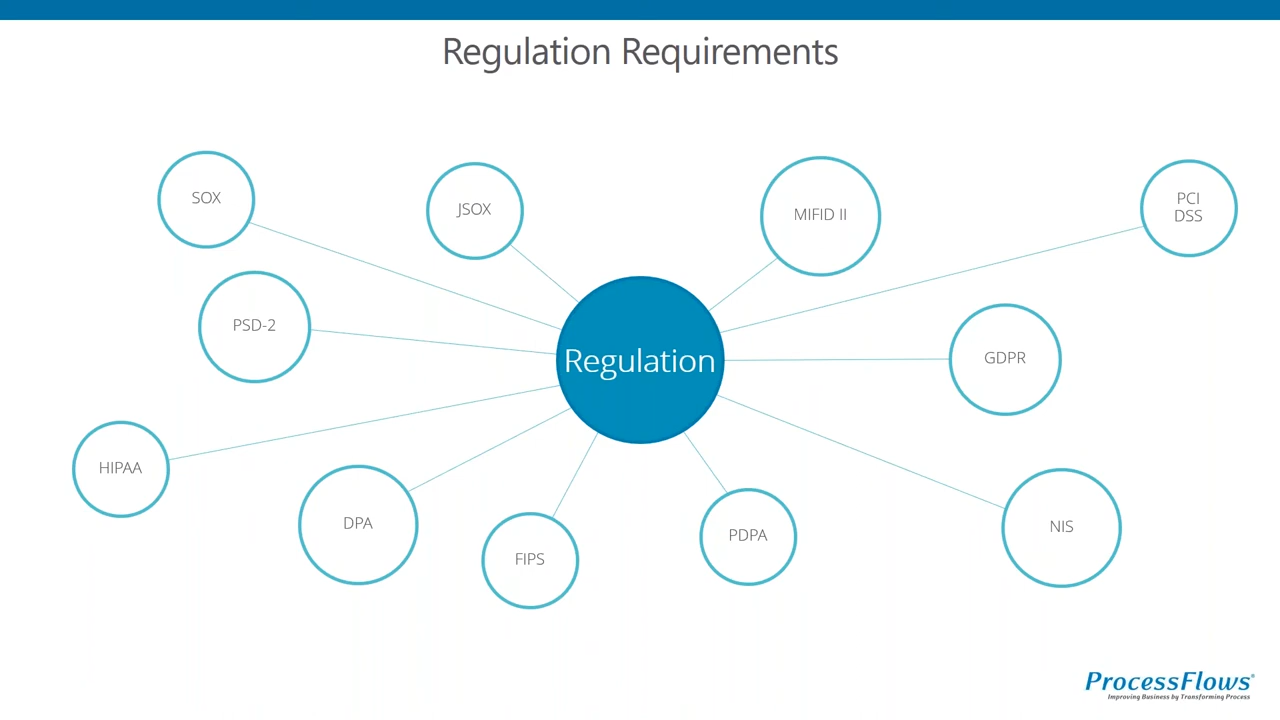 Regulation Requirements
SOX
JSOX
MIFID II
PCI
DSS
PSD-2
Regulation
GDPR
HIPAA
DPA
FIPS
PDPA
NIS
ProcessFlows®
Improving Business by Transforming Process